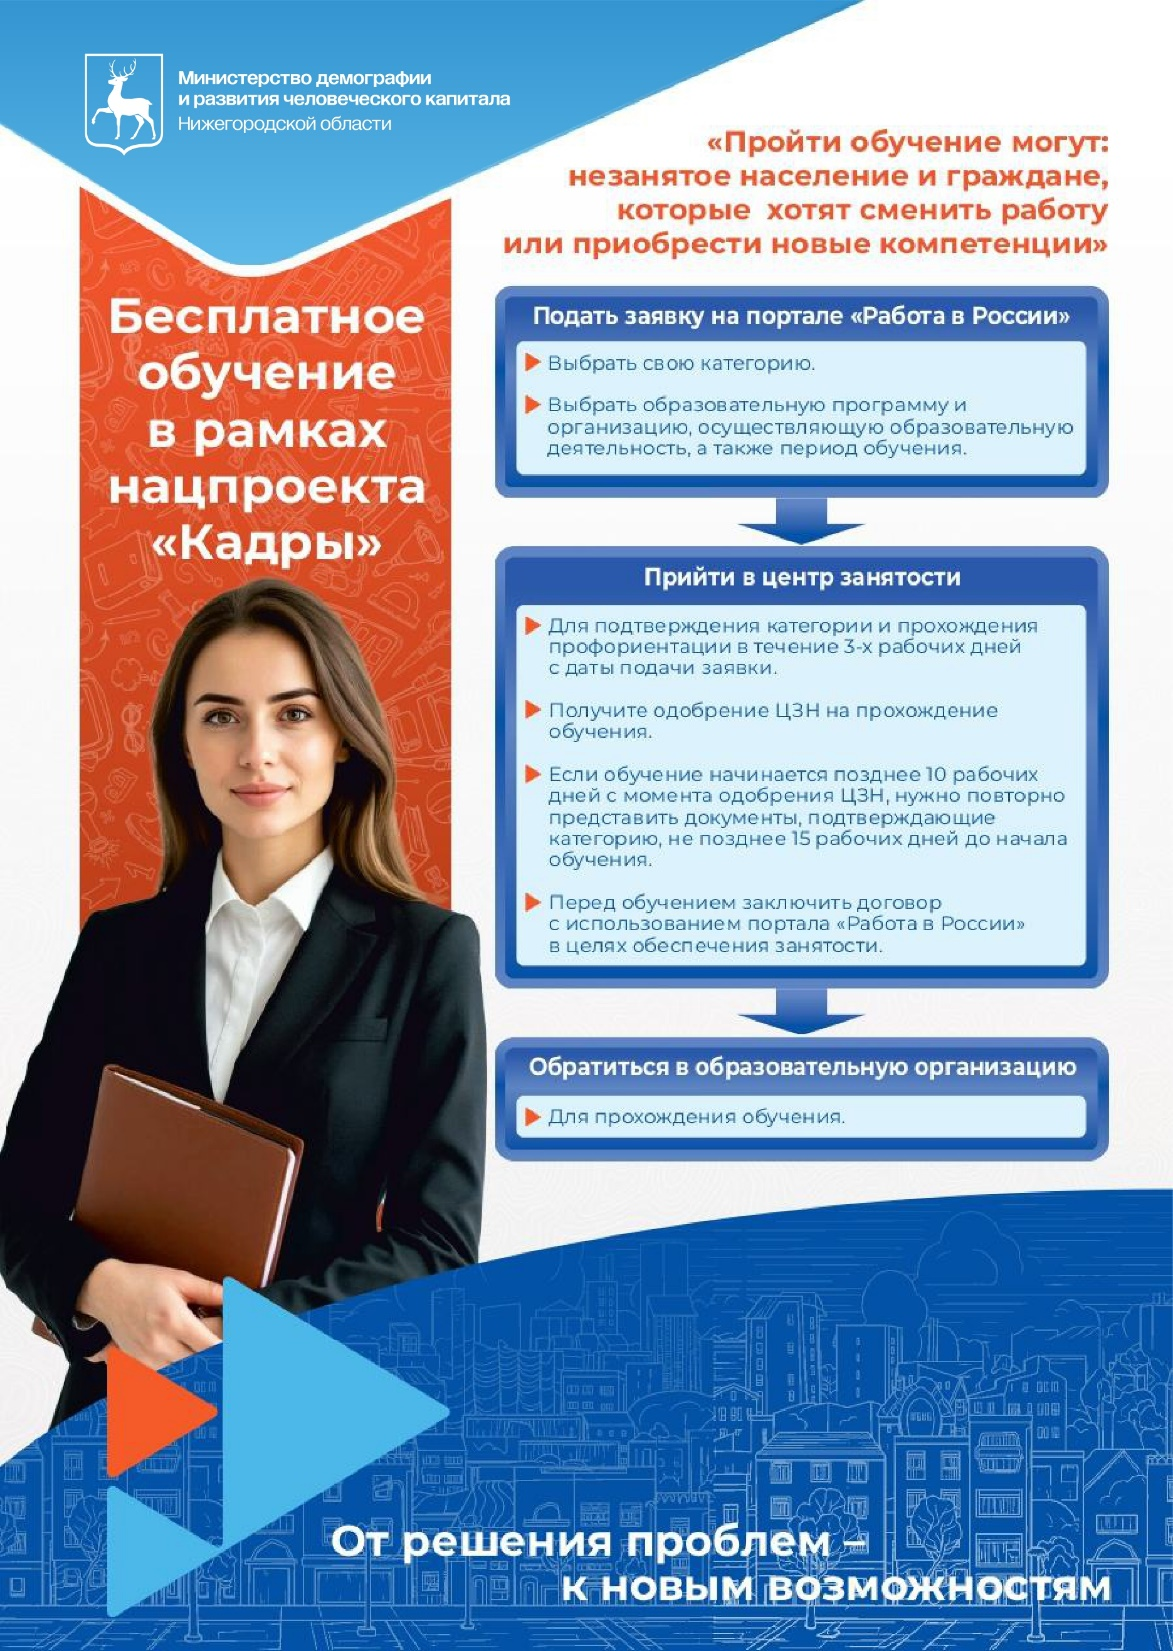 Министерство демографии
и развития человеческого капитала
Нижегородской области
«Пройти обучение могут:
незанятое население и граждане,
которые хотят сменить работу
или приобрести новые компетенции»
Бесплатное
обучение
в рамках
нацпроекта
«Кадры»
Подать заявку на портале «Работа в России»
Выбрать свою категорию.
Выбрать образовательную программу и
организацию, осуществляющую образовательную
деятельность, а также период обучения.
Прийти в центр занятости
Для подтверждения категории и прохождения
профориентации в течение 3-х рабочих дней
с даты подачи заявки.
Получите одобрение ЦЗН на прохождение
обучения.
Если обучение начинается позднее 10 рабочих
дней с момента одобрения ЦЗН, нужно повторно
представить документы, подтверждающие
категорию, не позднее 15 рабочих дней до начала
обучения.
Перед обучением заключить договор
с использованием портала «Работа в России»
в целях обеспечения занятости.
Обратиться в образовательную организацию
Для прохождения обучения.
От решения проблем –
к новым возможностям